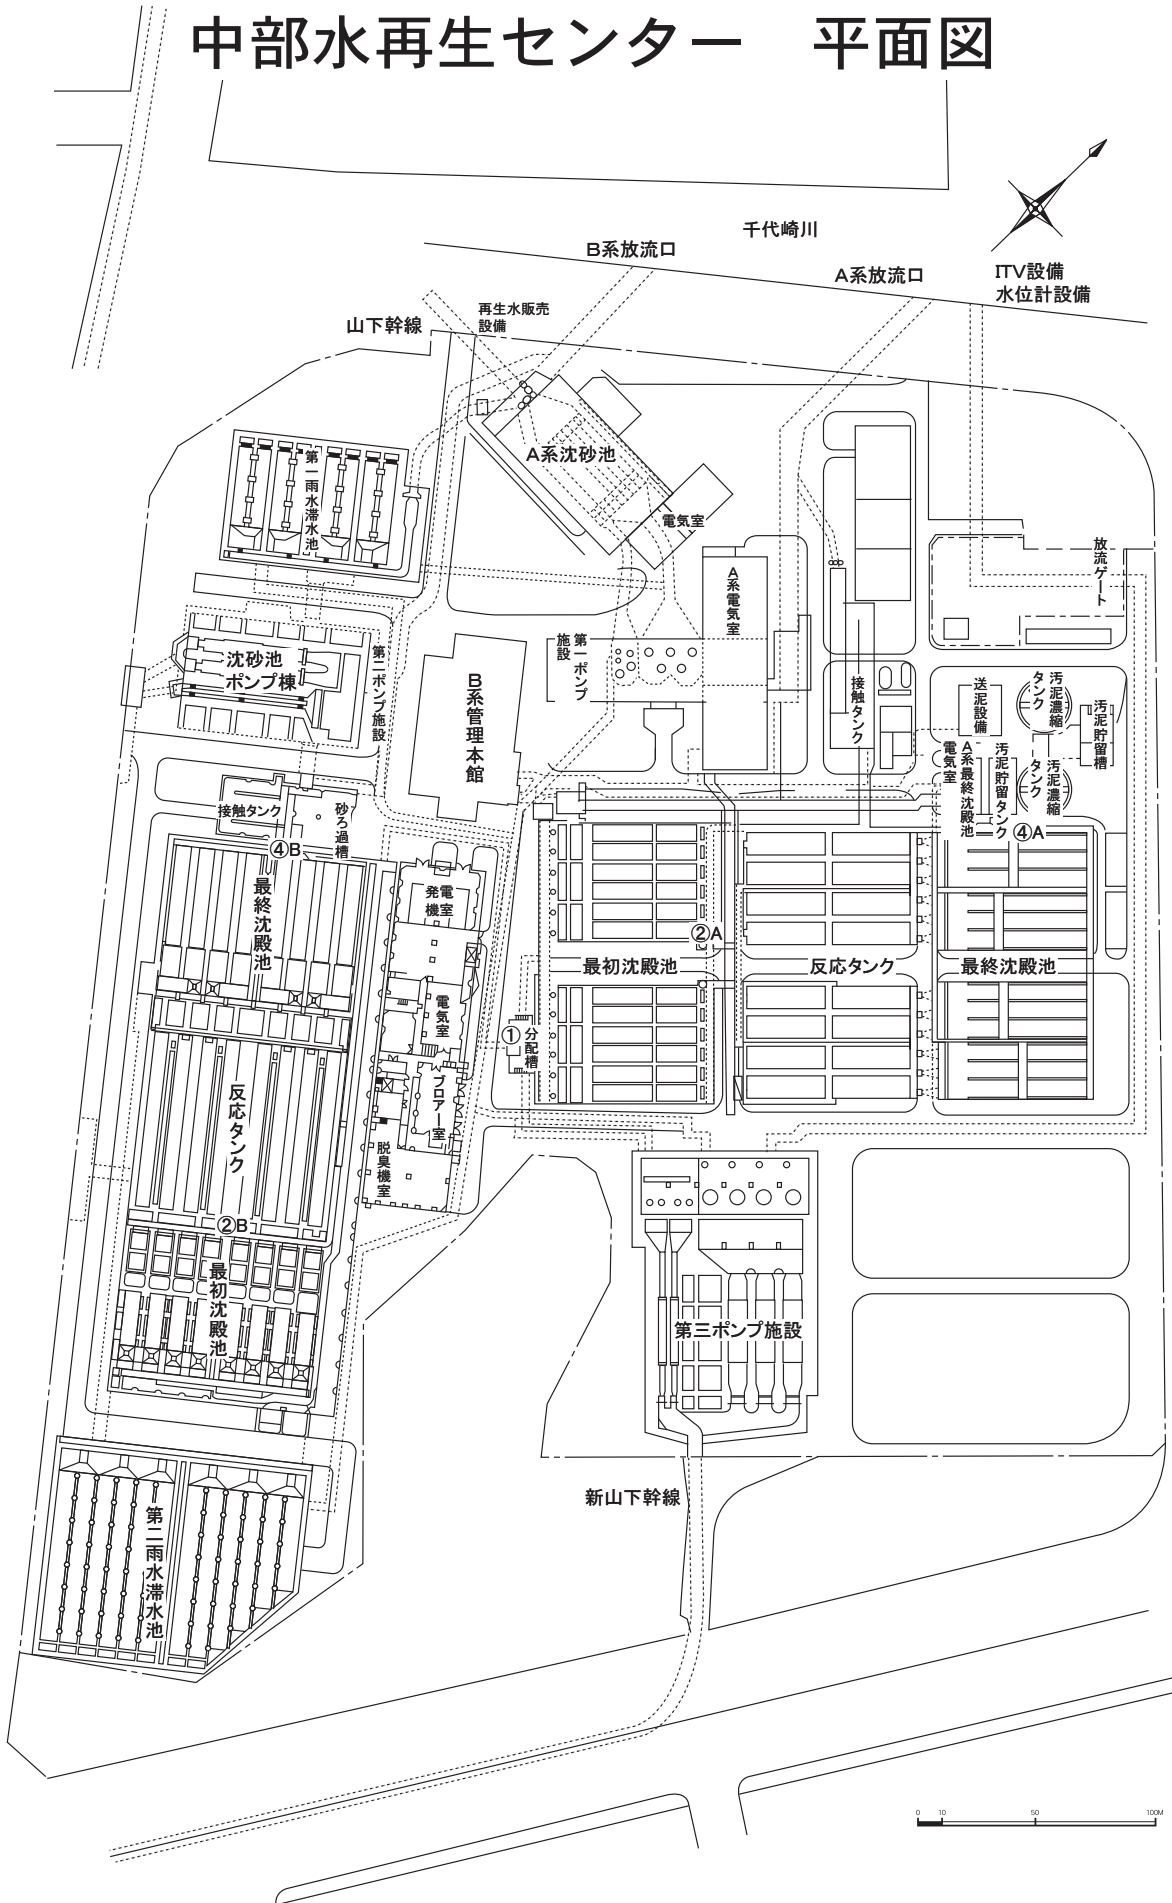 中部水再生センター　平面図
千代崎川
B系放流口
A系放流口
ITV設備
水位計設備
再生水販売
設備
山下幹線
A系沈砂池
電気室
第一雨水滞水池
放流ゲート
A系電気室
第一ポンプ
施設
沈砂池
ポンプ棟
第二ポンプ施設
B系管理本館
接触タンク
送泥設備
汚泥濃縮
タンク
汚泥貯留槽
A系最終沈殿池
電気室
汚泥貯留タンク
汚泥濃縮
タンク
④A
接触タンク
砂ろ過槽
④B
最終沈殿池
発電
機室
②A
最初沈殿池
反応タンク
最終沈殿池
電気室
①
分配槽
ブロアー室
反応タンク
脱臭機室
②B
最初沈殿池
第三ポンプ施設
新山下幹線
第二雨水滞水池
0 10 50 100M